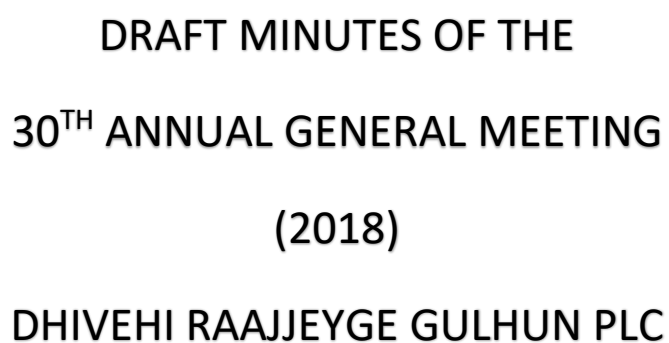 DRAFT MINUTES OF THE
30TH ANNUAL GENERAL MEETING
(2018)
DHIVEHI RAAJJEYGE GULHUN PLC